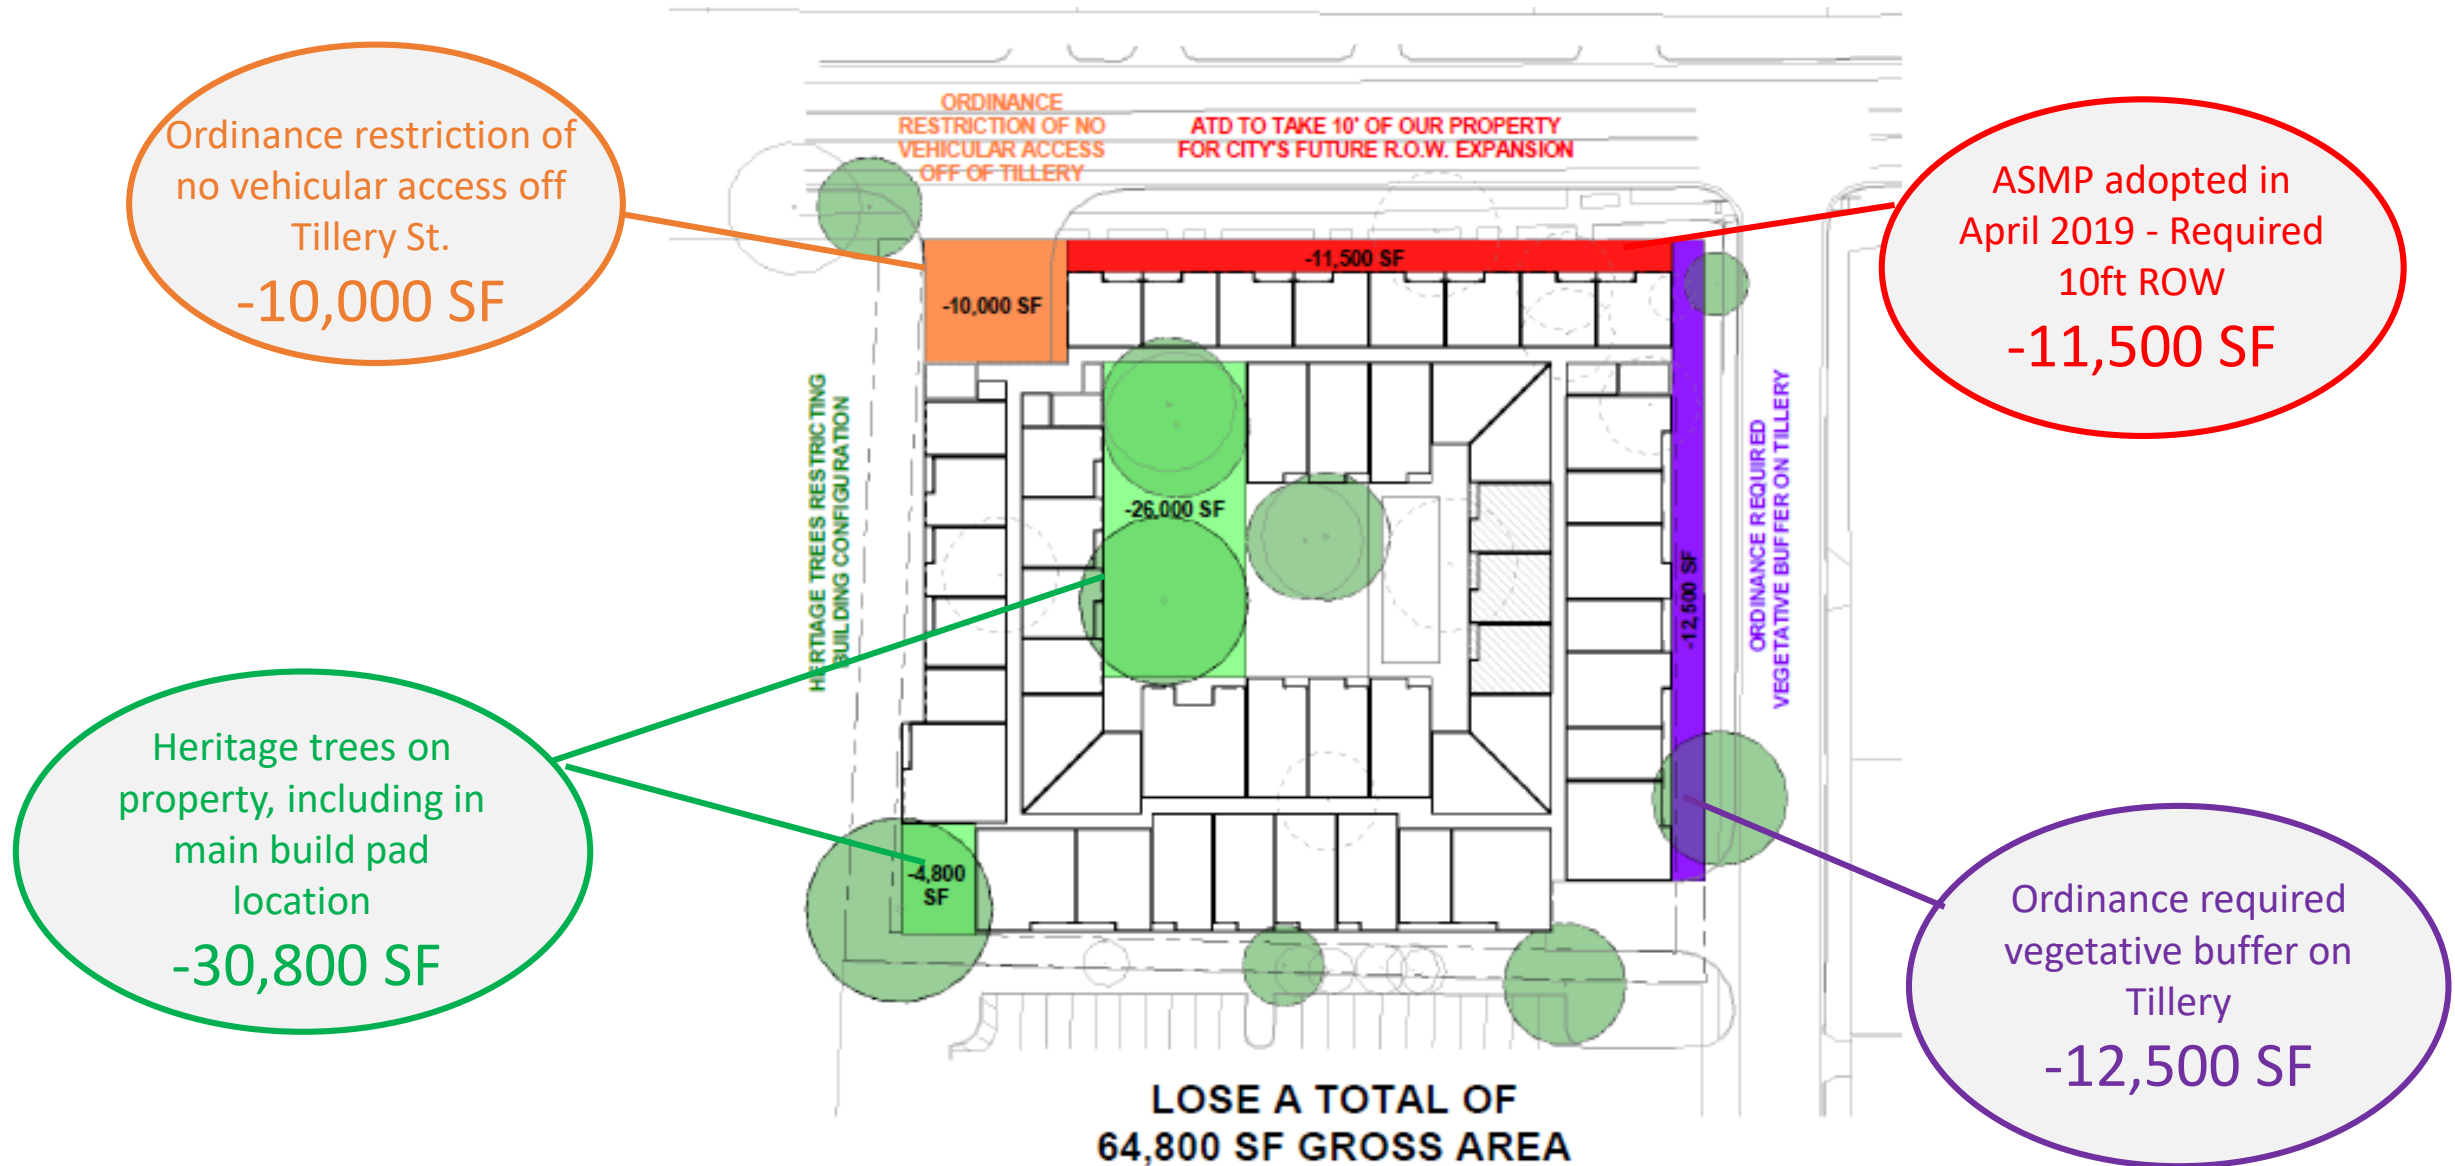 Ordinance restriction of
no vehicular access off
Tillery St.
-10,000 SF
ORDINANCE
RESTRICTION OF NO
VEHICULAR ACCESS
OFF OF TILLERY
ATD TO TAKE 10' OF OUR PROPERTY
FOR CITY'S FUTURE R.O.W. EXPANSION
ASMP adopted in
April 2019 - Required
10ft ROW
-11,500 SF
-11,500 SF
-10,000 SF
HERTIAGE TREES RESTRICTING
BUILDING CONFIGURATION
-26,000 SF
-12,500 SF
ORDINANCE REQUIRED
VEGETATIVE BUFFER ON TILLERY
Heritage trees on
property, including in
main build pad
location
-30,800 SF
-4,800
SF
Ordinance required
vegetative buffer on
Tillery
-12,500 SF
LOSE A TOTAL OF
64,800 SF GROSS AREA